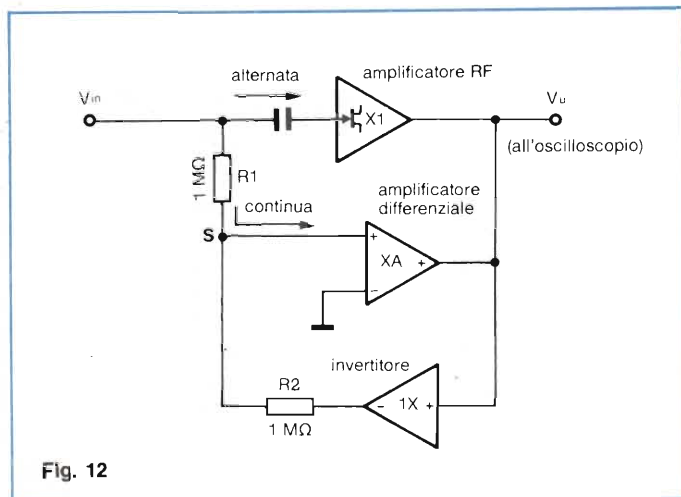 alternata
amplificatore RF
Vin
X1
Vu
(all'oscilloscopio)
1 MΩ
R1
continua
amplificatore
differenziale
S
+
XA
+
−
invertitore
R2
−
1X
+
1 MΩ
Fig. 12